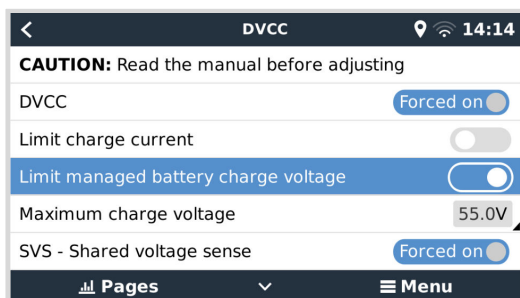 DVCC 14:14
CAUTION: Read the manual before adjusting
DVCC Forced on
Limit charge current
Limit managed battery charge voltage
Maximum charge voltage 55.0V
SVS - Shared voltage sense Forced on
Pages Menu